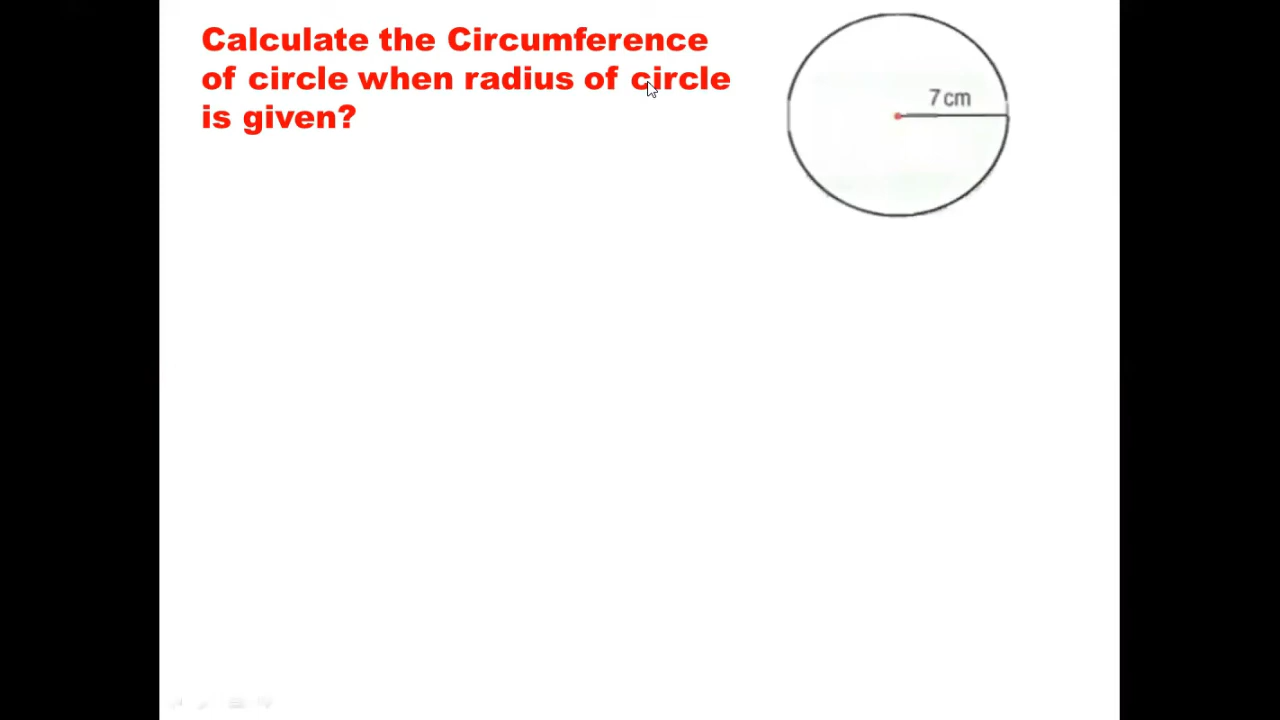 Calculate the Circumference
of circle when radius of circle
is given?
7 cm